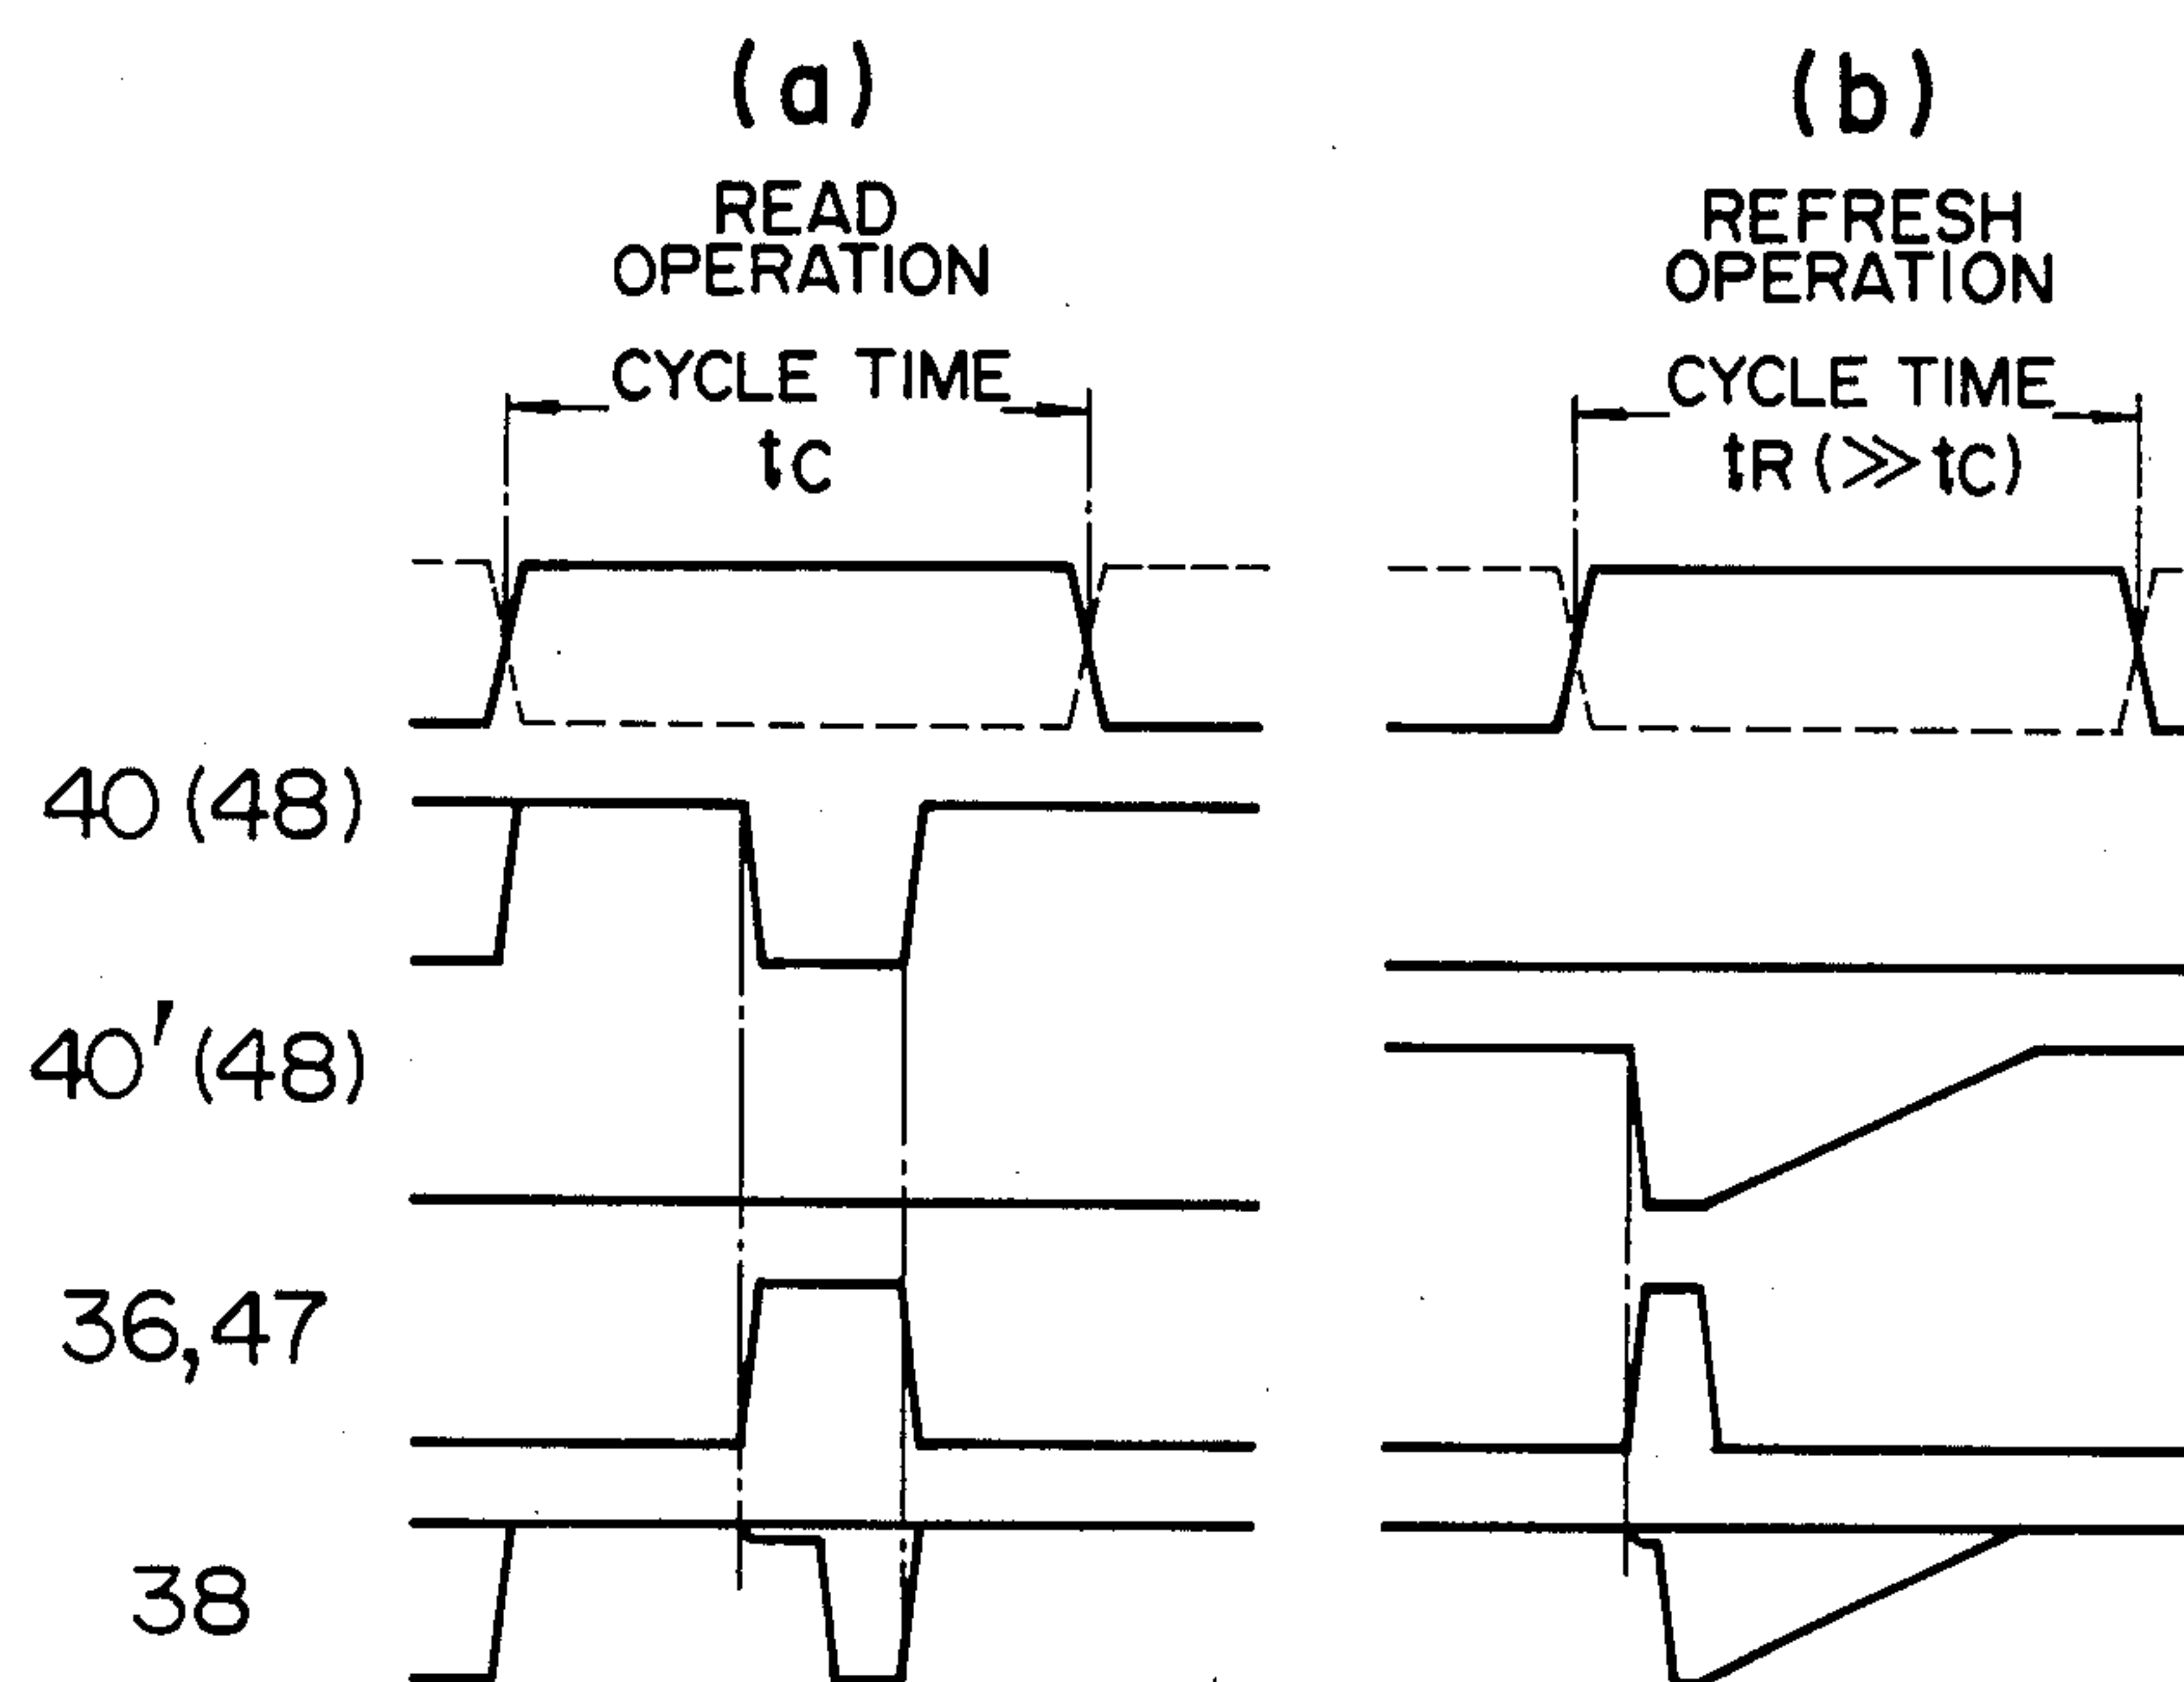 (a)
READ
OPERATION
CYCLE TIME
tC
(b)
REFRESH
OPERATION
CYCLE TIME
tR (≫tC)
40 (48)
40' (48)
36,47
38